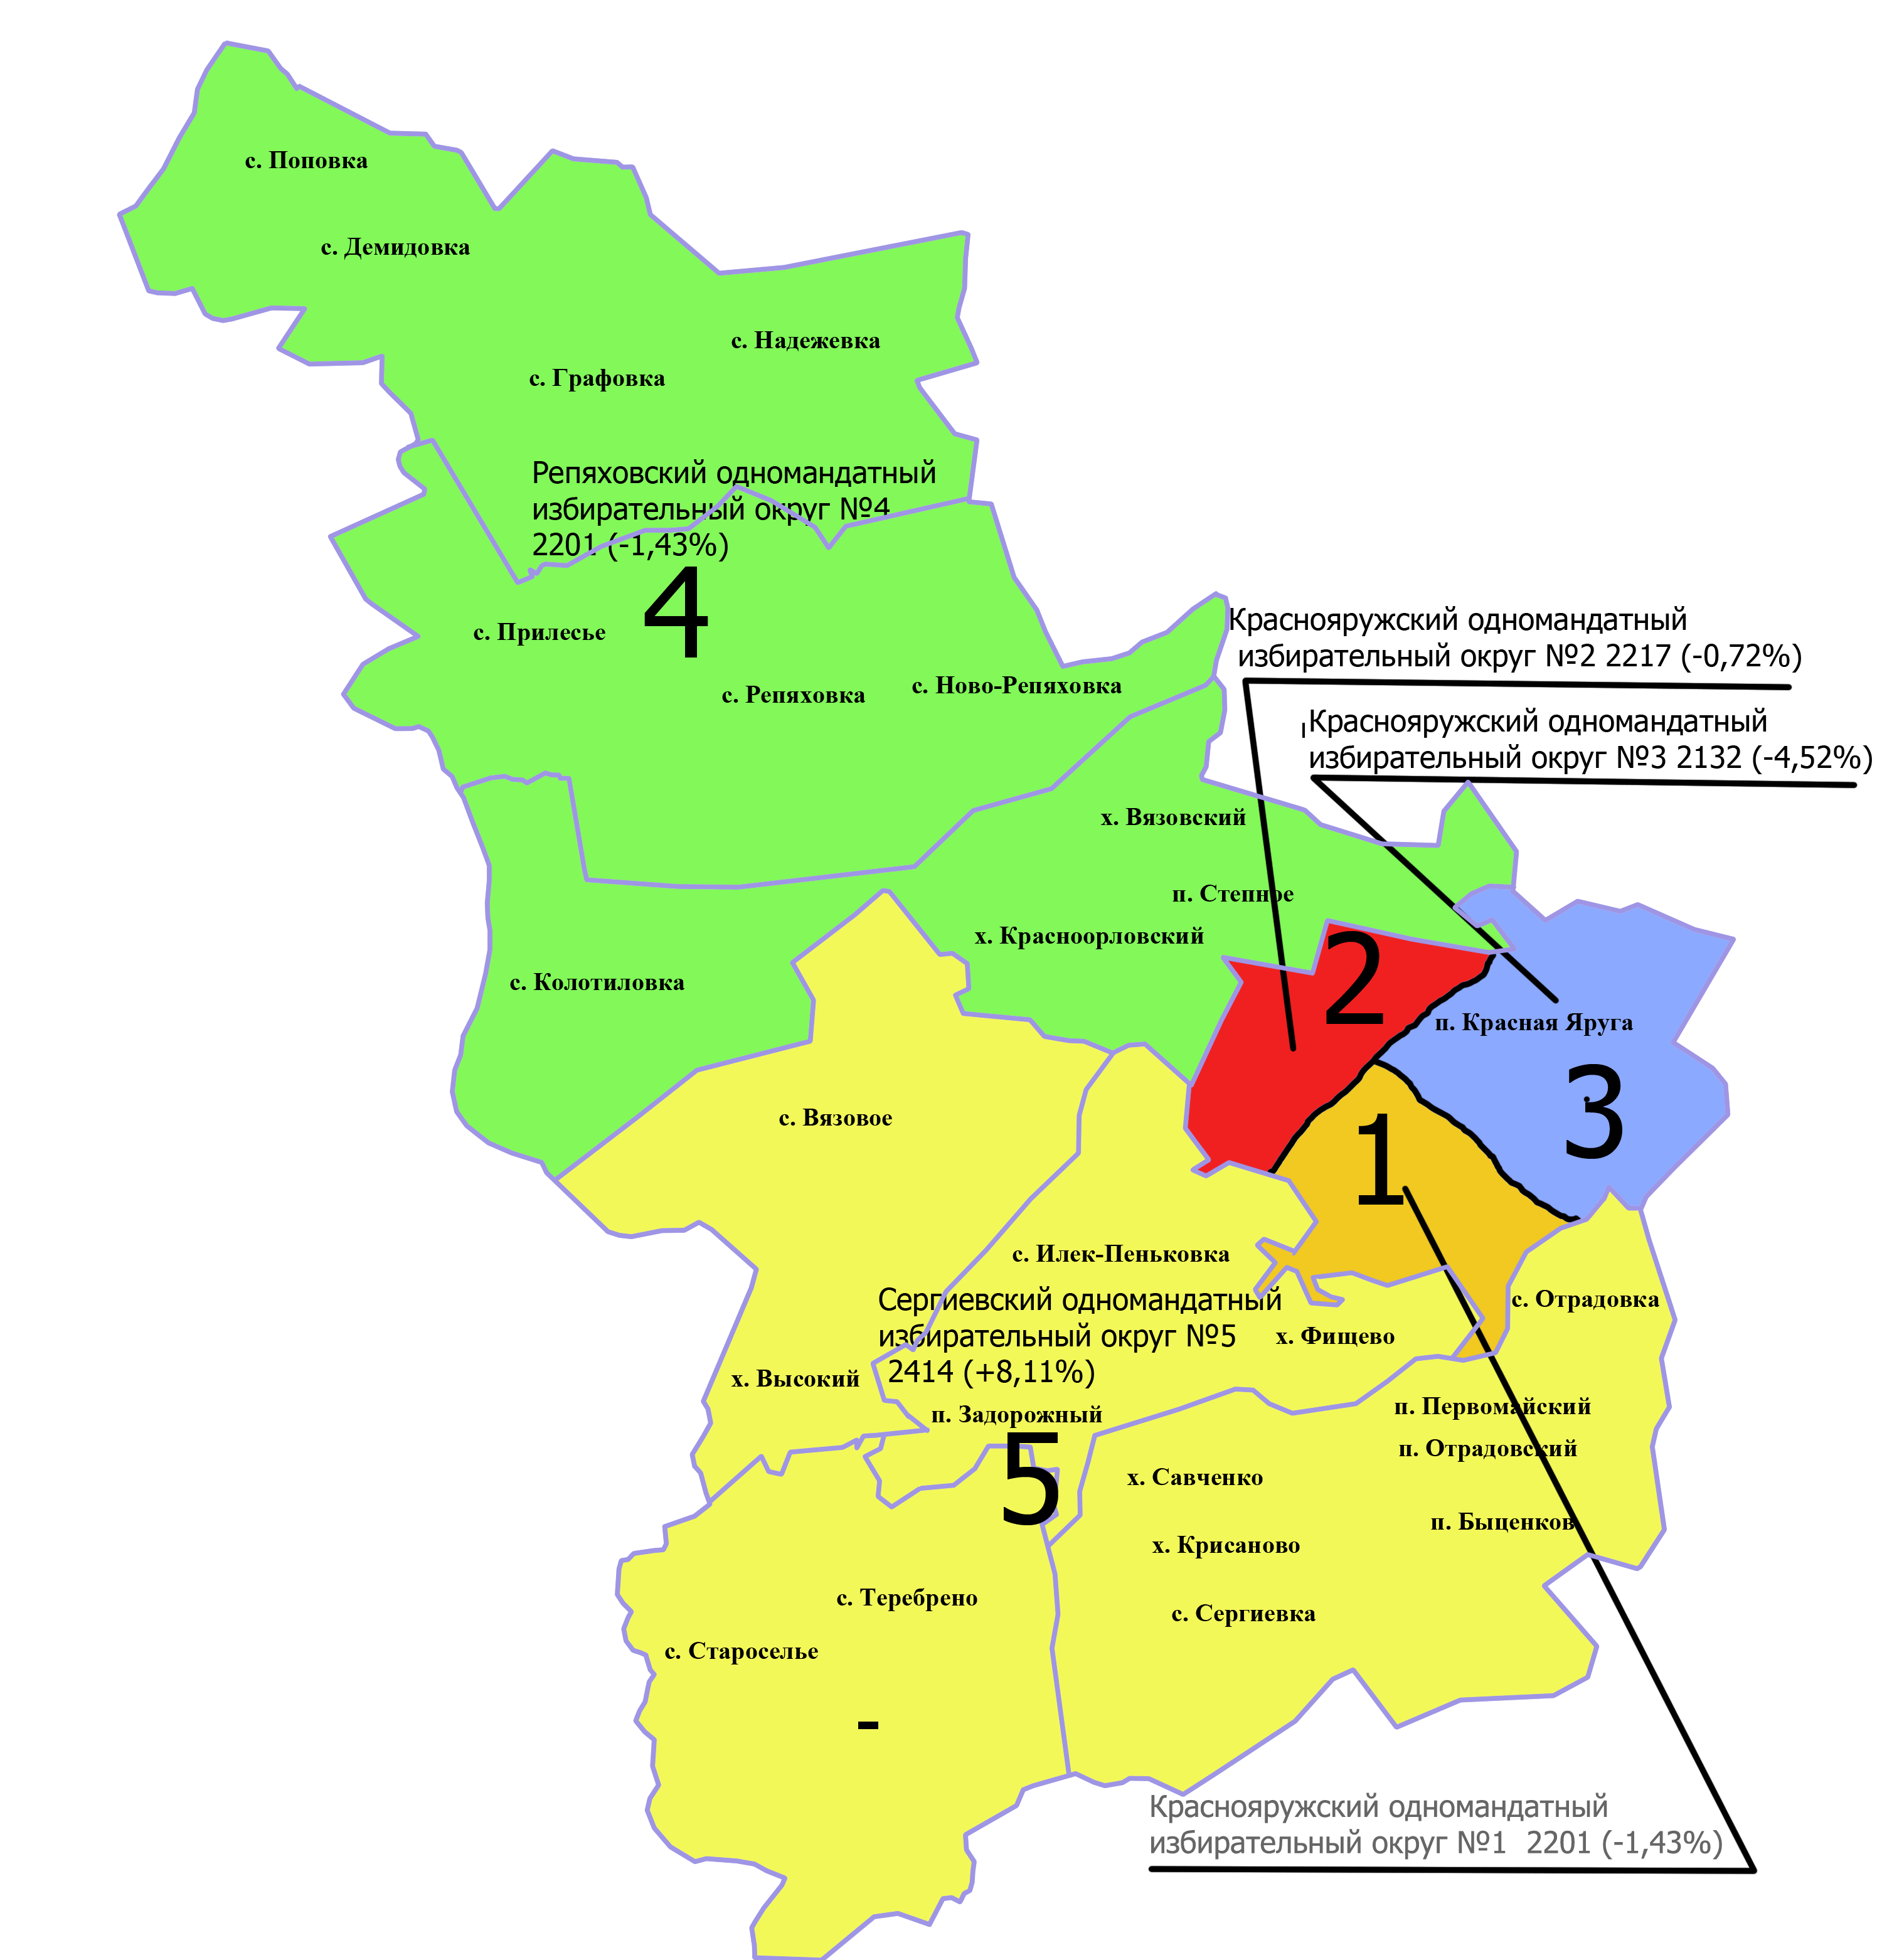 с. Поповка
с. Демидовка
с. Надежевка
с. Графовка
Репяховский одномандатный
избирательный округ №4
2201 (-1,43%)
4
с. Прилесье
с. Репяховка
с. Ново-Репяховка
Краснояружский одномандатный
избирательный округ №2 2217 (-0,72%)
Краснояружский одномандатный
избирательный округ №3 2132 (-4,52%)
х. Вязовский
п. Степное
х. Красноорловский
2
с. Колотиловка
п. Красная Яруга
3
с. Вязовое
1
с. Илек-Пеньковка
Сергиевский одномандатный
избирательный округ №5
2414 (+8,11%)
с. Отрадовка
х. Фищево
х. Высокий
п. Задорожный
5
п. Первомайский
п. Отрадовский
х. Савченко
п. Быценков
х. Крисаново
с. Теребрено
с. Сергиевка
с. Староселье
-
Краснояружский одномандатный
избирательный округ №1 2201 (-1,43%)